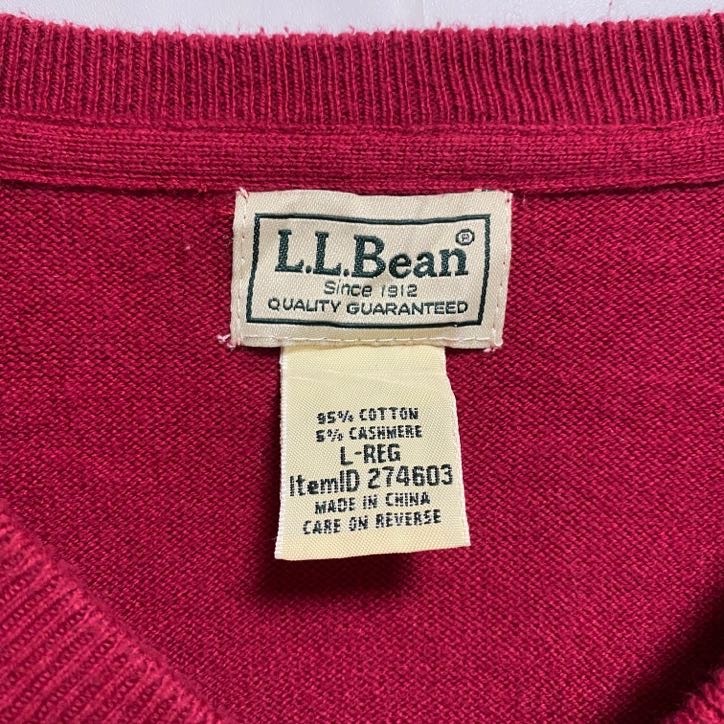 L.L.Bean®
Since 1912
QUALITY GUARANTEED
95% COTTON
5% CASHMERE
L-REG
ItemID 274603
MADE IN CHINA
CARE ON REVERSE